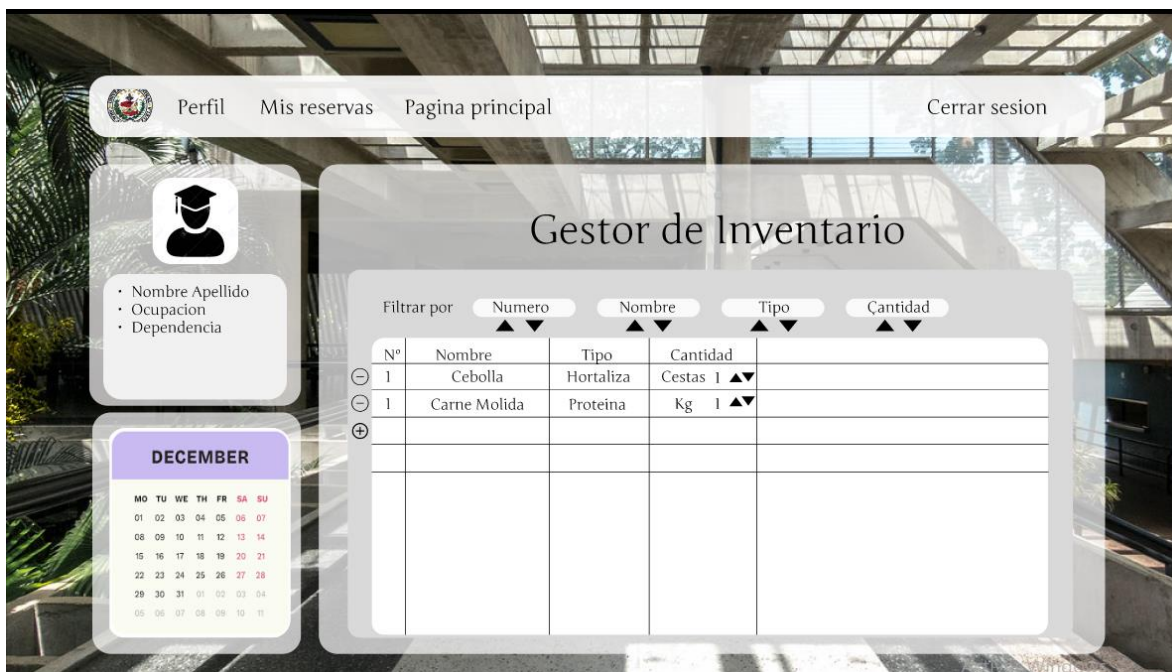 Perfil Mis reservas Pagina principal Cerrar sesion
· Nombre Apellido
· Ocupacion
· Dependencia
DECEMBER
MO TU WE TH FR SA SU
01 02 03 04 05 06 07
08 09 10 11 12 13 14
15 16 17 18 19 20 21
22 23 24 25 26 27 28
29 30 31 01 02 03 04
05 06 07 08 09 10 11
Gestor de Inventario
Filtrar por Numero Nombre Tipo Çantidad
Nº Nombre Tipo Cantidad
1 Cebolla Hortaliza Cestas 1
1 Carne Molida Proteina Kg 1